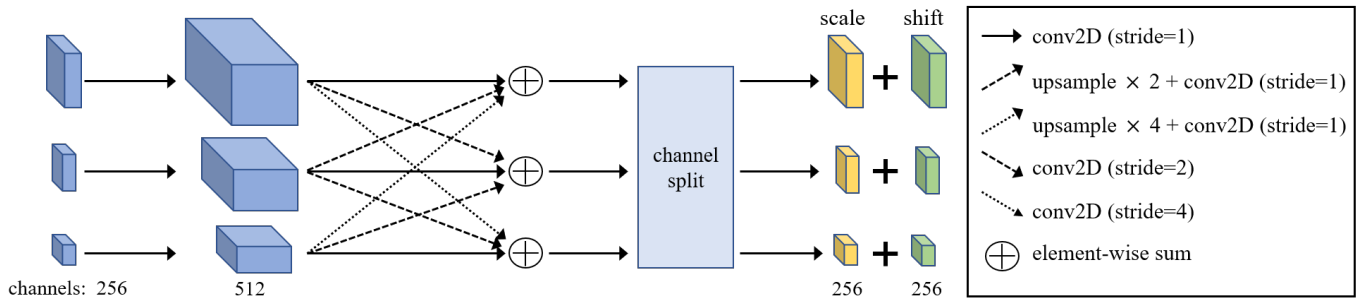 scale shift
channel
split
channels: 256 512 256 256
conv2D (stride=1)
upsample × 2 + conv2D (stride=1)
upsample × 4 + conv2D (stride=1)
conv2D (stride=2)
conv2D (stride=4)
element-wise sum